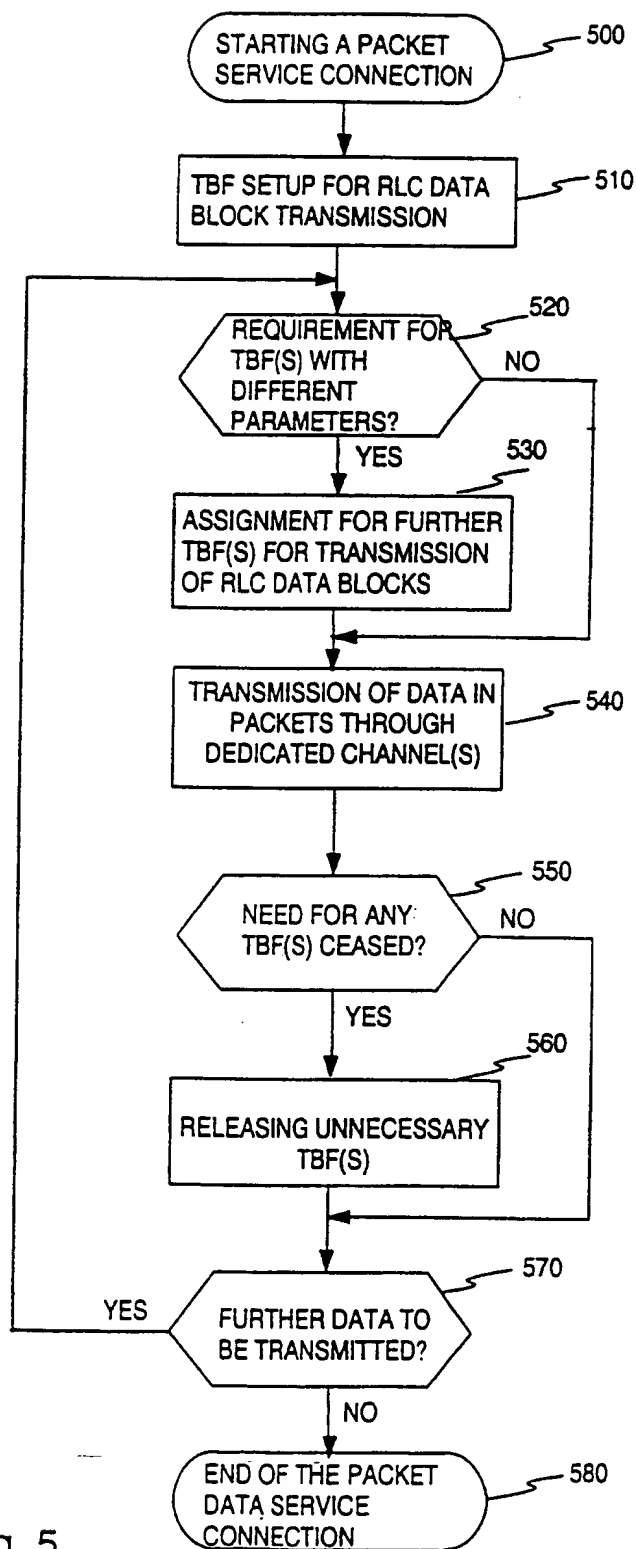 STARTING A PACKET
SERVICE CONNECTION
500
TBF SETUP FOR RLC DATA
BLOCK TRANSMISSION
510
REQUIREMENT FOR
TBF(S) WITH
DIFFERENT
PARAMETERS?
520
NO
YES
530
ASSIGNMENT FOR FURTHER
TBF(S) FOR TRANSMISSION
OF RLC DATA BLOCKS
TRANSMISSION OF DATA IN
PACKETS THROUGH
DEDICATED CHANNEL(S)
540
NEED FOR ANY
TBF(S) CEASED?
550
NO
YES
560
RELEASING UNNECESSARY
TBF(S)
570
YES
FURTHER DATA TO
BE TRANSMITTED?
NO
END OF THE PACKET
DATA SERVICE
CONNECTION
580
g. 5